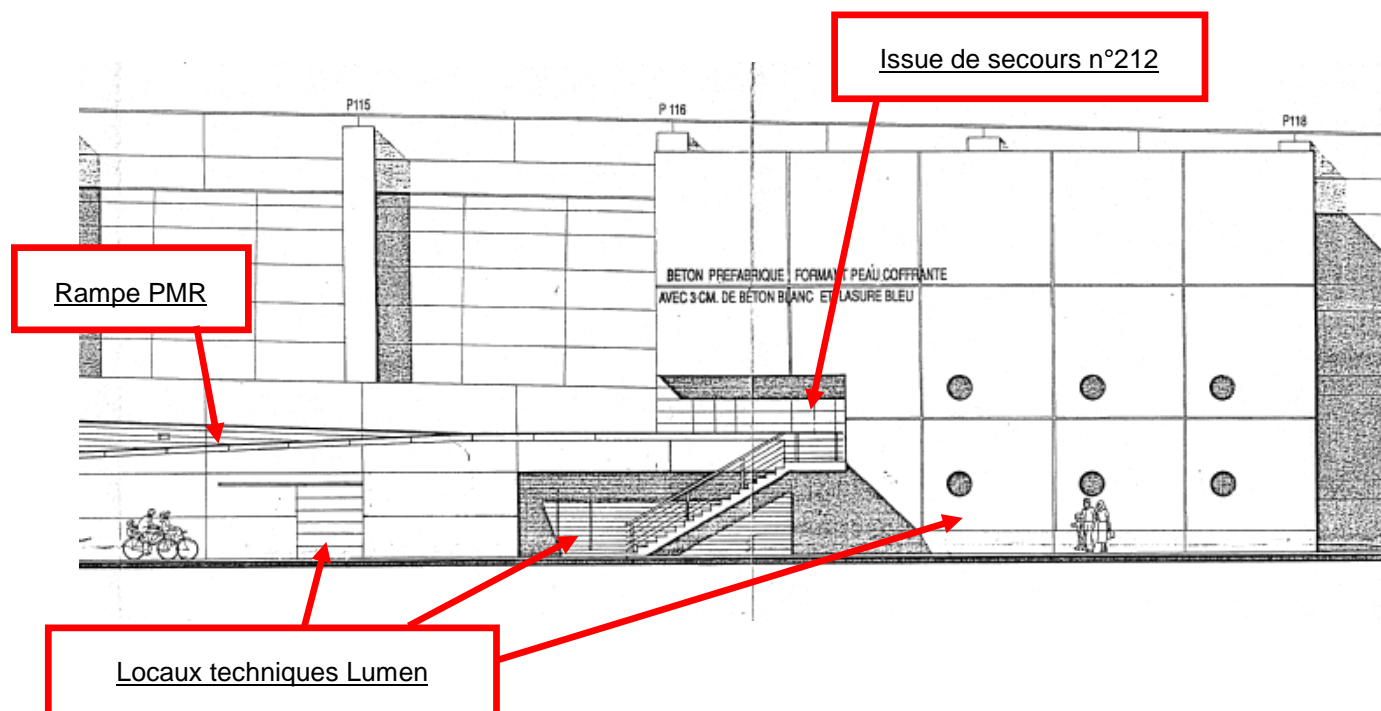 Issue de secours n°212
P115
P 116
P118
Rampe PMR
BETON PREFABRIQUE FORMANT PEAU COFFRANTE
AVEC 3 CM. DE BETON BLANC ET LASURE BLEU
Locaux techniques Lumen